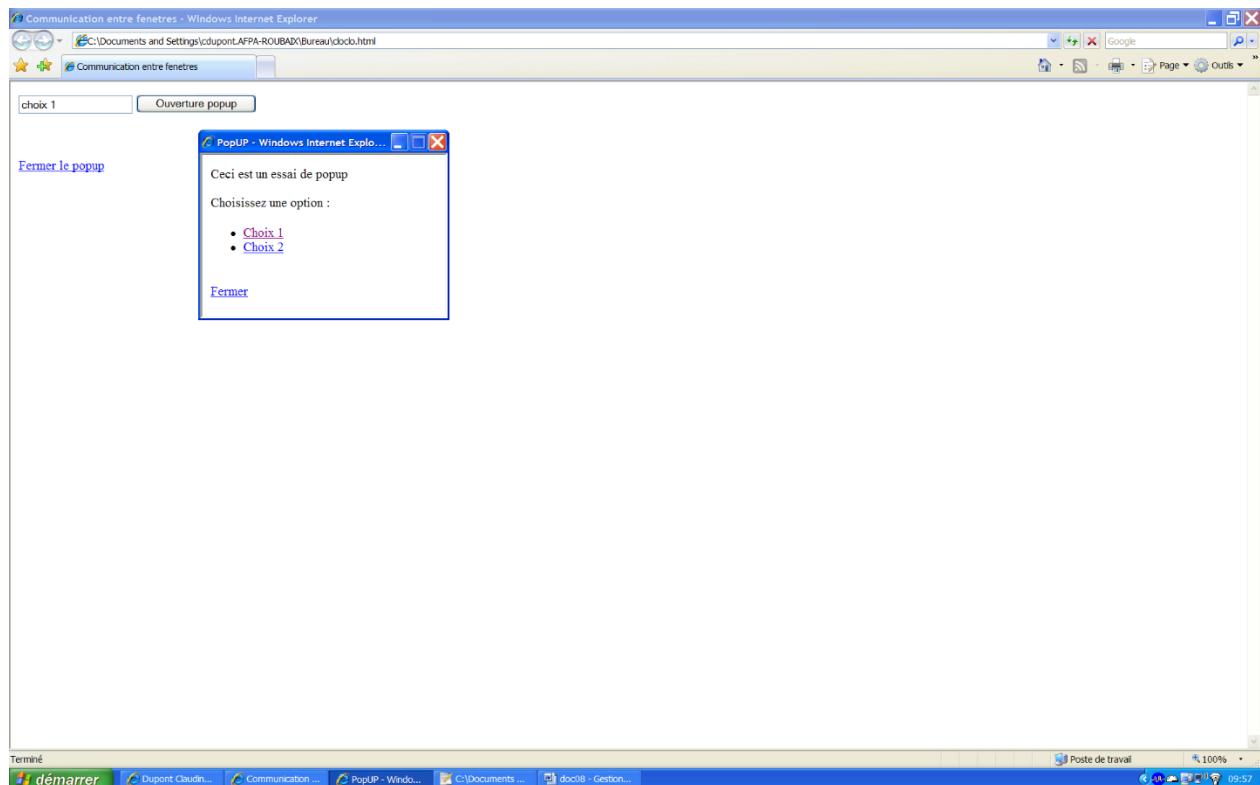 Communication entre fenetres - Windows Internet Explorer
C:\Documents and Settings\cdupont.AFPA-ROUBAIX\Bureau\cloclo.html
Google
Communication entre fenetres
Page
Outils
choix 1
Ouverture popup
PopUP - Windows Internet Explo...
Fermer le popup
Ceci est un essai de popup
Choisissez une option :
Choix 1
Choix 2
Fermer
Terminé
Poste de travail
100%
démarrer
Dupont Claudin...
Communication ...
PopUP - Windo...
C:\Documents ...
doc08 - Gestion...
09:57